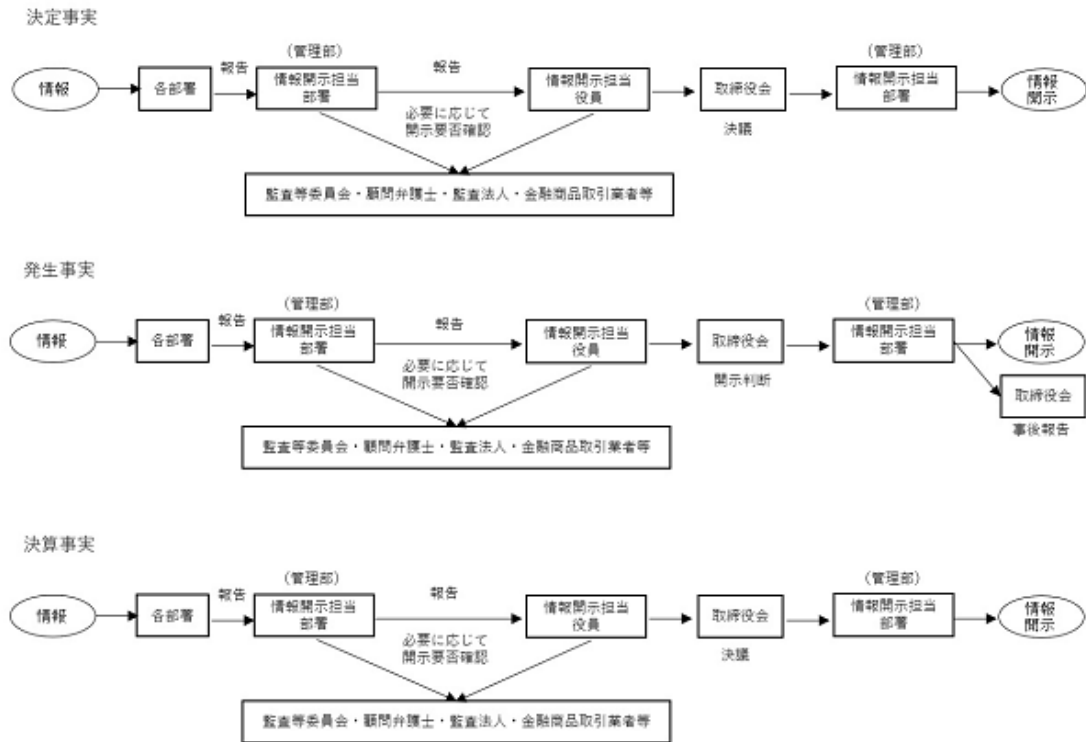 決定事実
(管理部)
(管理部)
報告
報告
情報
各部署
情報開示担当
部署
情報開示担当
役員
取締役会
情報開示担当
部署
情報
開示
必要に応じて
開示要否確認
決議
監査等委員会・顧問弁護士・監査法人・金融商品取引業者等
発生事実
(管理部)
(管理部)
報告
報告
情報
各部署
情報開示担当
部署
情報開示担当
役員
取締役会
情報開示担当
部署
情報
開示
必要に応じて
開示要否確認
開示判断
取締役会
事後報告
監査等委員会・顧問弁護士・監査法人・金融商品取引業者等
決算事実
(管理部)
(管理部)
報告
報告
情報
各部署
情報開示担当
部署
情報開示担当
役員
取締役会
情報開示担当
部署
情報
開示
必要に応じて
開示要否確認
決議
監査等委員会・顧問弁護士・監査法人・金融商品取引業者等